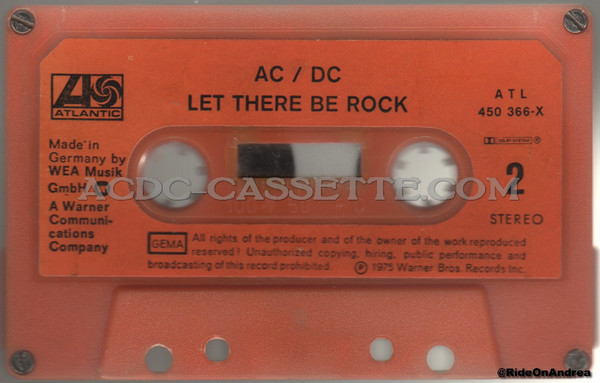 AC / DC
LET THERE BE ROCK
ATLANTIC
ATL
450 366-X
DOLBY SYSTEM
Made in
Germany by
WEA Musik
GmbH
A Warner
Communi-
cations
Company
ACDC-CASSETTE.COM
2
STEREO
GEMA
All rights of the producer and of the owner of the work reproduced
reserved! Unauthorized copying, hiring, public performance and
broadcasting of this record prohibited. Ⓟ 1975 Warner Bros. Records Inc.
@RideOnAndrea